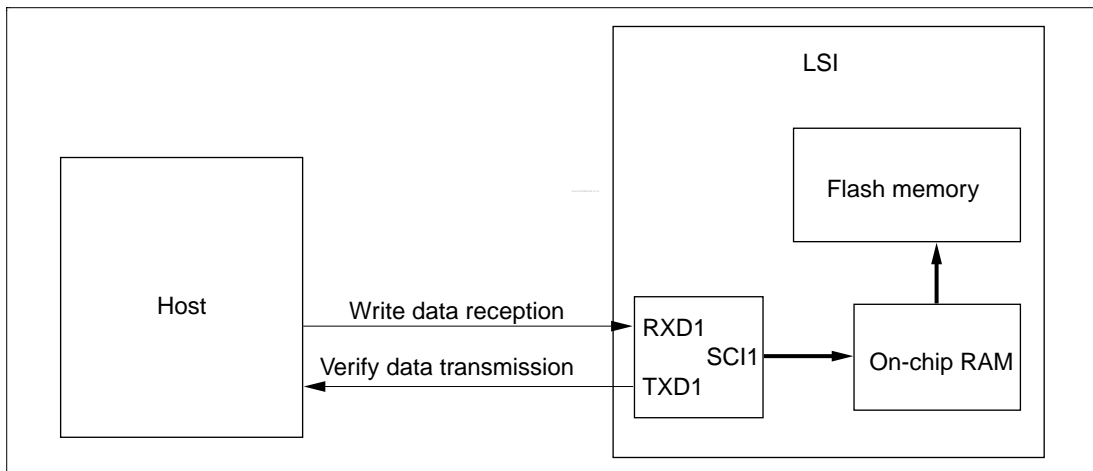 LSI
Flash memory
Host
Write data reception
RXD1
SCI1
On-chip RAM
Verify data transmission
TXD1